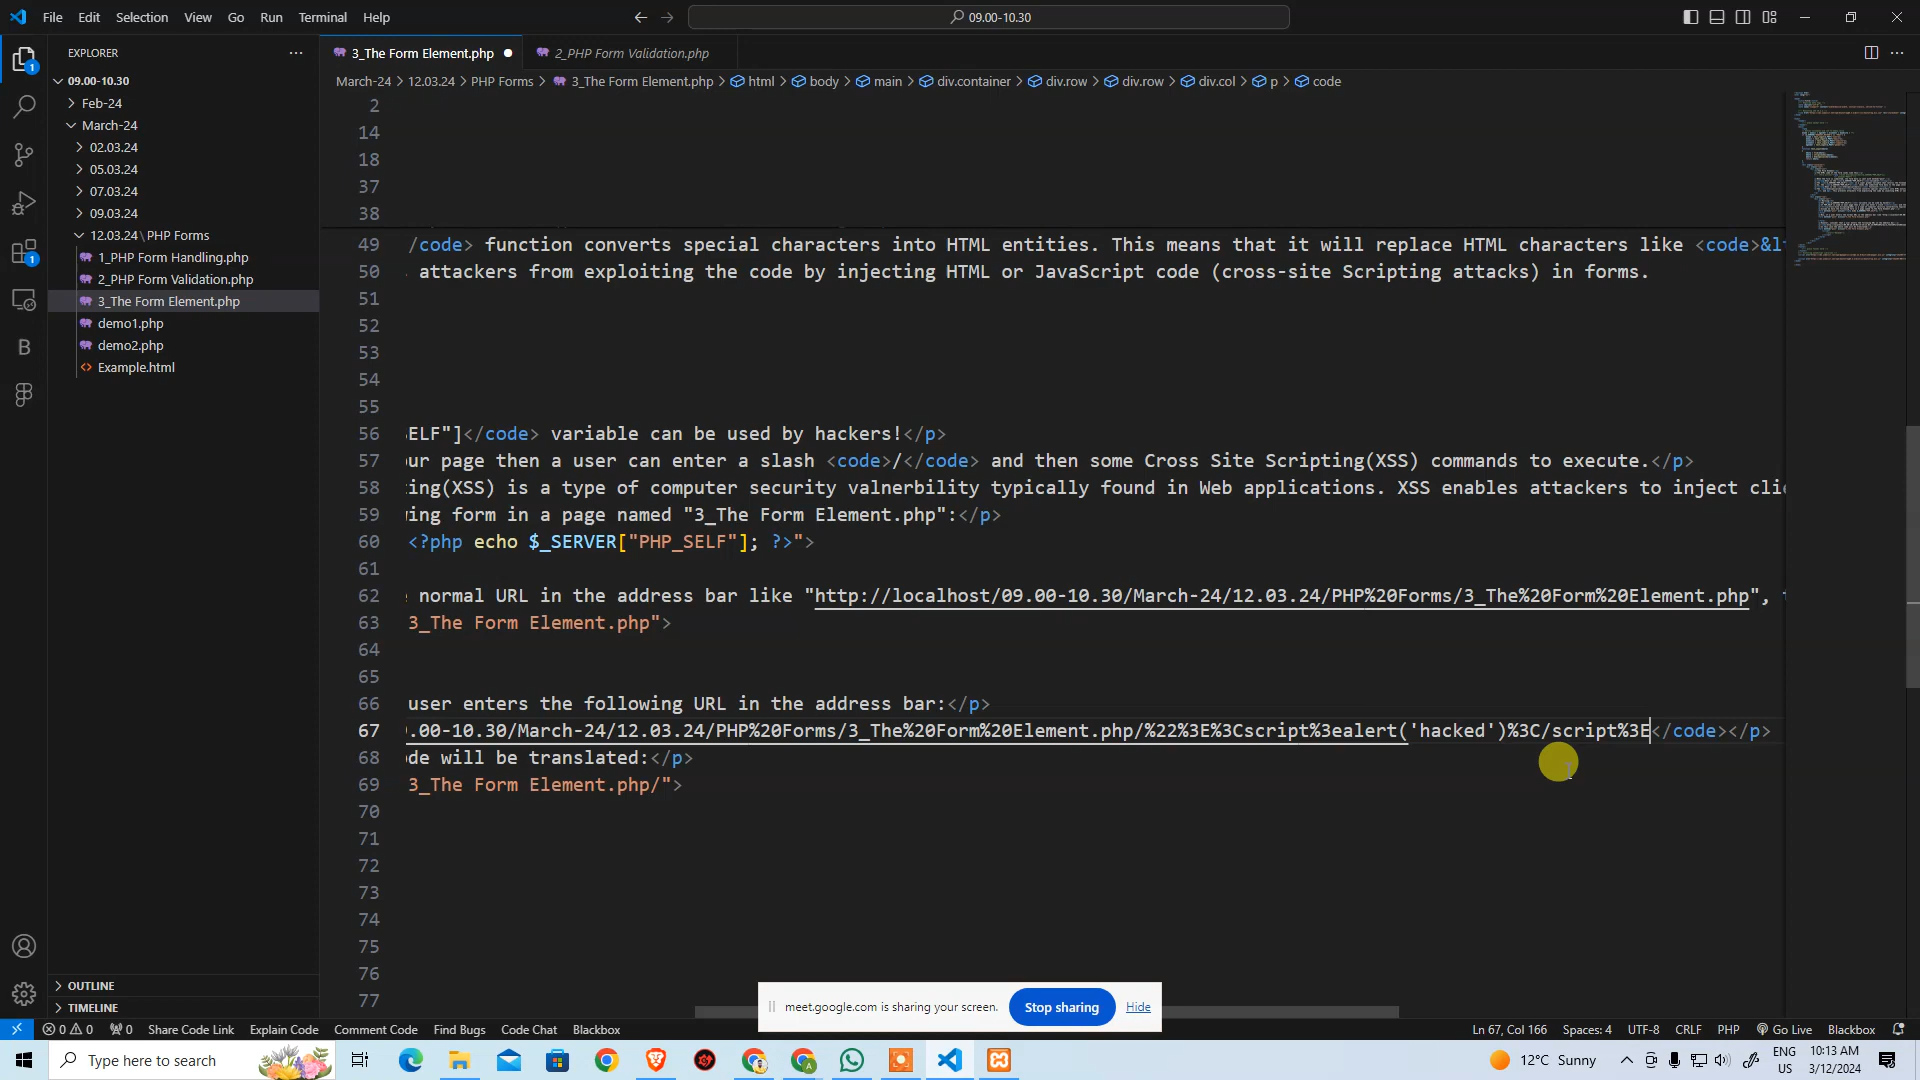 File Edit Selection View Go Run Terminal Help
09.00-10.30
EXPLORER
3_The Form Element.php
2_PHP Form Validation.php
09.00-10.30
March-24 > 12.03.24 > PHP Forms > 3_The Form Element.php > html > body > main > div.container > div.row > div.row > div.col > p > code
Feb-24
March-24
02.03.24
05.03.24
07.03.24
09.03.24
12.03.24\PHP Forms
1_PHP Form Handling.php
2_PHP Form Validation.php
3_The Form Element.php
demo1.php
demo2.php
Example.html
OUTLINE
TIMELINE
2
14
18
37
38
49 /code> function converts special characters into HTML entities. This means that it will replace HTML characters like <code>&l
50 attackers from exploiting the code by injecting HTML or JavaScript code (cross-site Scripting attacks) in forms.
51
52
53
54
55
56 ELF"]</code> variable can be used by hackers!</p>
57 ur page then a user can enter a slash <code>/</code> and then some Cross Site Scripting(XSS) commands to execute.</p>
58 ing(XSS) is a type of computer security valnerbility typically found in Web applications. XSS enables attackers to inject cli
59 ing form in a page named "3_The Form Element.php":</p>
60 <?php echo $_SERVER["PHP_SELF"]; ?>">
61
62 normal URL in the address bar like "http://localhost/09.00-10.30/March-24/12.03.24/PHP%20Forms/3_The%20Form%20Element.php",
63 3_The Form Element.php">
64
65
66 user enters the following URL in the address bar:</p>
67 .00-10.30/March-24/12.03.24/PHP%20Forms/3_The%20Form%20Element.php/%22%3E%3Cscript%3ealert('hacked')%3C/script%3E</code></p>
68 de will be translated:</p>
69 3_The Form Element.php/">
70
71
72
73
74
75
76
77
meet.google.com is sharing your screen. Stop sharing Hide
0 0 0 Share Code Link Explain Code Comment Code Find Bugs Code Chat Blackbox Ln 67, Col 166 Spaces: 4 UTF-8 CRLF PHP Go Live Blackbox
Type here to search
12°C Sunny
ENG
US
10:13 AM
3/12/2024